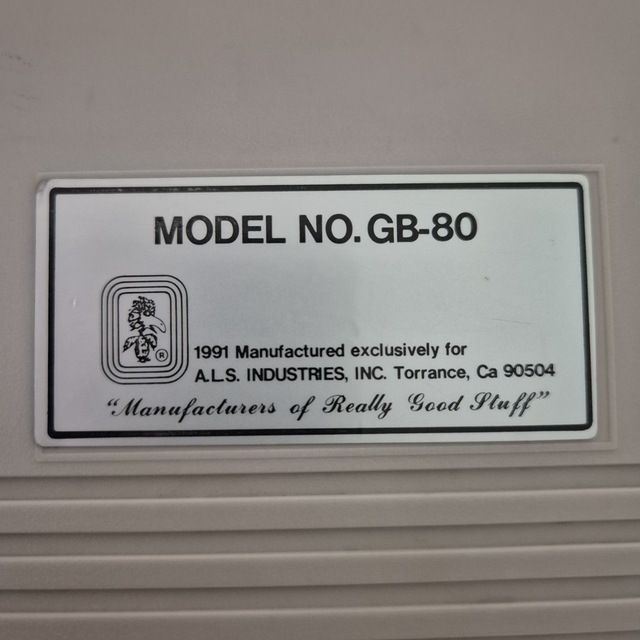 MODEL NO. GB-80
®
1991 Manufactured exclusively for
A.L.S. INDUSTRIES, INC. Torrance, Ca 90504
"Manufacturers of Really Good Stuff"